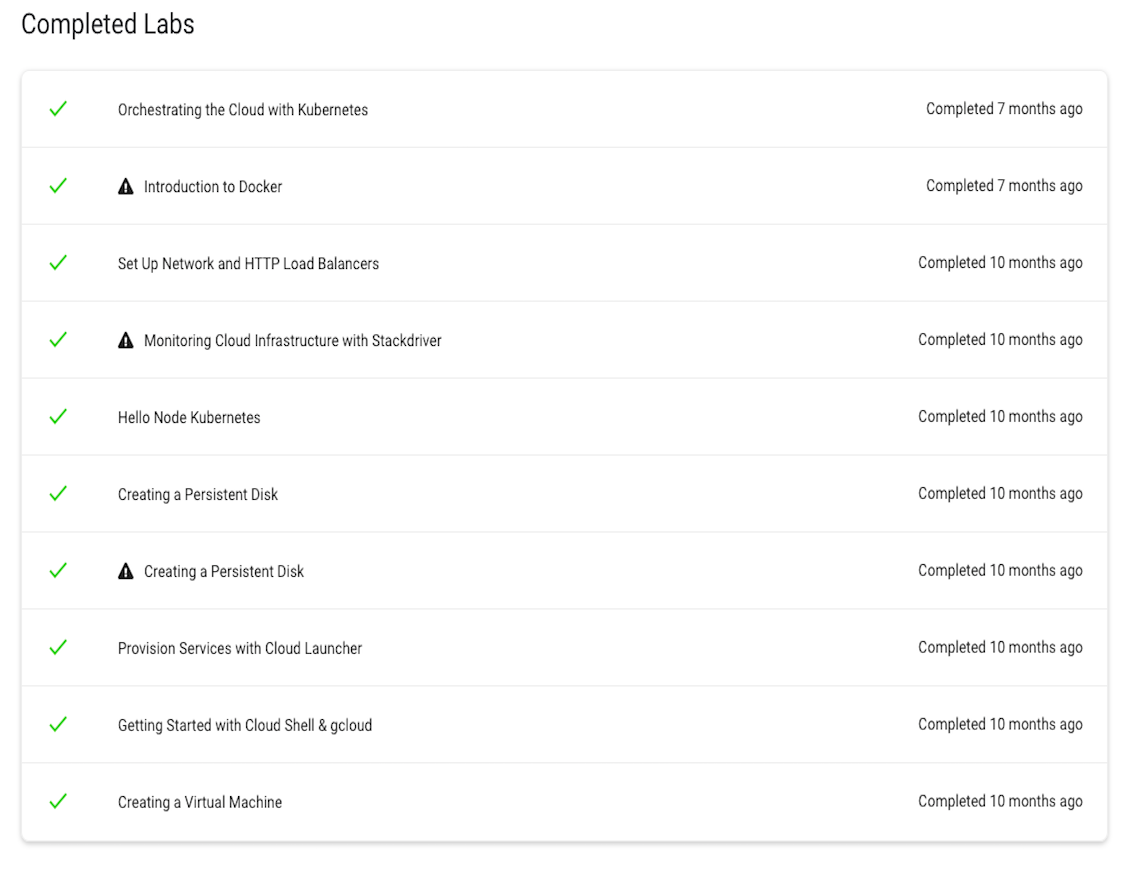 Completed Labs
Orchestrating the Cloud with Kubernetes Completed 7 months ago
Introduction to Docker Completed 7 months ago
Set Up Network and HTTP Load Balancers Completed 10 months ago
Monitoring Cloud Infrastructure with Stackdriver Completed 10 months ago
Hello Node Kubernetes Completed 10 months ago
Creating a Persistent Disk Completed 10 months ago
Creating a Persistent Disk Completed 10 months ago
Provision Services with Cloud Launcher Completed 10 months ago
Getting Started with Cloud Shell & gcloud Completed 10 months ago
Creating a Virtual Machine Completed 10 months ago